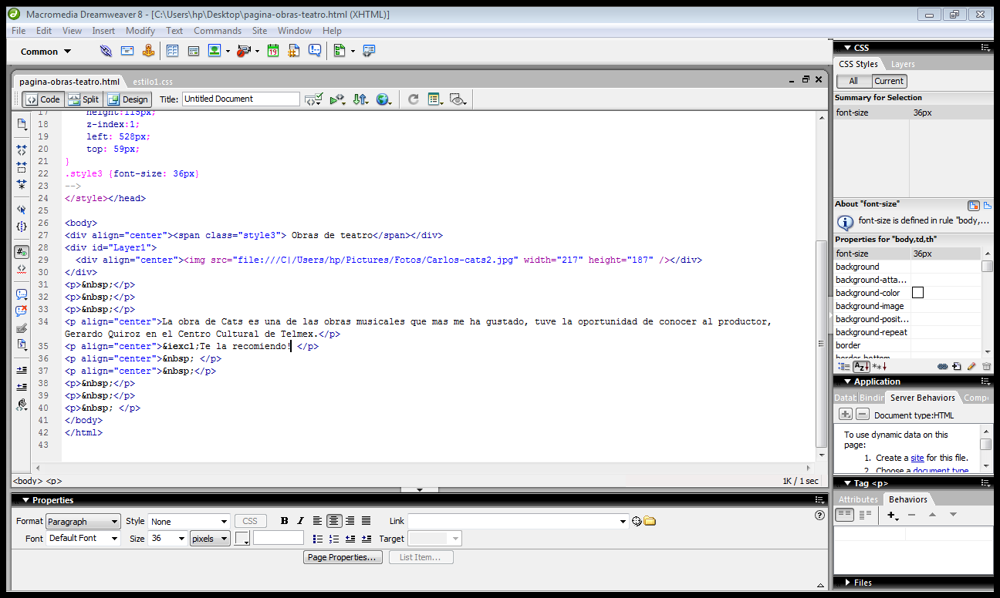 Macromedia Dreamweaver 8 - [C:\Users\hp\Desktop\pagina-obras-teatro.html (XHTML)]
File Edit View Insert Modify Text Commands Site Window Help
Common
pagina-obras-teatro.html estilo1.css
Code Split Design Title: Untitled Document
17 height:115px;
18 z-index:1;
19 left: 528px;
20 top: 59px;
21 }
22 .style3 {font-size: 36px}
23 -->
24 </style></head>
25
26 <body>
27 <div align="center"><span class="style3"> Obras de teatro</span></div>
28 <div id="Layer1">
29 <div align="center"><img src="file:///C|/Users/hp/Pictures/Fotos/Carlos-cats2.jpg" width="217" height="187" /></div>
30 </div>
31 <p>&nbsp;</p>
32 <p>&nbsp;</p>
33 <p>&nbsp;</p>
34 <p align="center">La obra de Cats es una de las obras musicales que mas me ha gustado, tuve la oportunidad de conocer al productor,
Gerardo Quiroz en el Centro Cultural de Telmex.</p>
35 <p align="center">&iexcl;Te la recomiendo! </p>
36 <p align="center">&nbsp; </p>
37 <p align="center">&nbsp;</p>
38 <p>&nbsp;</p>
39 <p>&nbsp;</p>
40 <p>&nbsp; </p>
41 </body>
42 </html>
43
<body> <p> 1K / 1 sec
Properties
Format Paragraph Style None CSS B I Link
Font Default Font Size 36 pixels Target
Page Properties... List Item...
CSS
CSS Styles Layers
All Current
Summary for Selection
font-size 36px
About "font-size"
font-size is defined in rule "body,...
Properties for "body,td,th"
font-size 36px
background
background-atta...
background-color
background-image
background-posit...
background-repeat
border
border-bottom
Application
Datab Bindin Server Behaviors Compo
Document type:HTML
To use dynamic data on this
page:
1. Create a site for this file.
2. Choose a document type
Tag <p>
Attributes Behaviors
Files